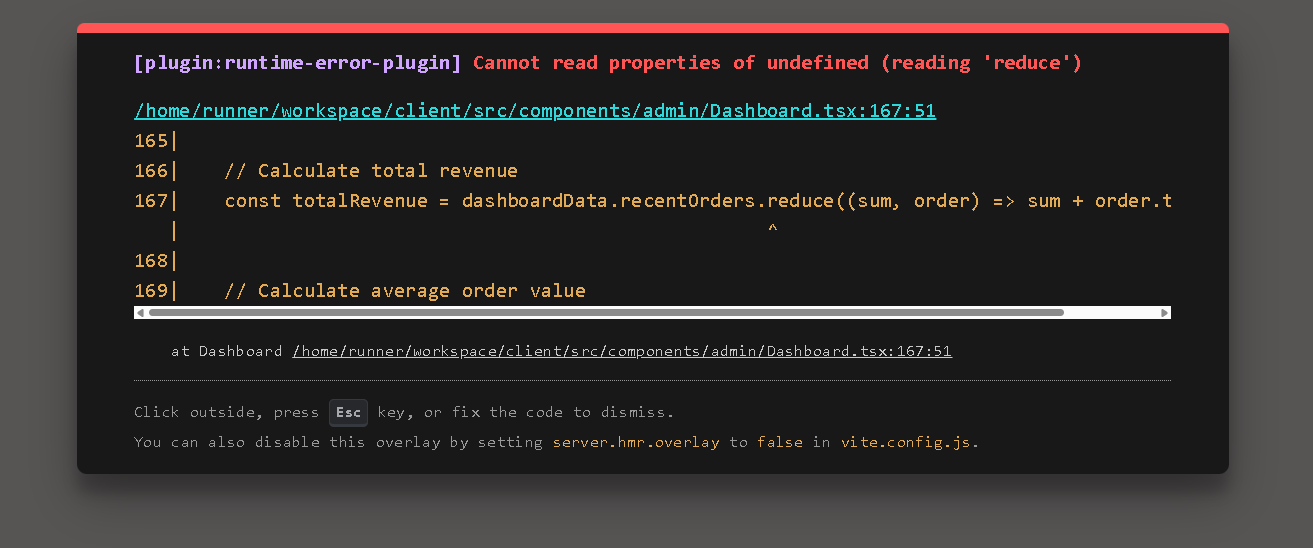 [plugin:runtime-error-plugin] Cannot read properties of undefined (reading 'reduce')
/home/runner/workspace/client/src/components/admin/Dashboard.tsx:167:51
165|
166|    // Calculate total revenue
167|    const totalRevenue = dashboardData.recentOrders.reduce((sum, order) => sum + order.t
   |                                                    ^
168|
169|    // Calculate average order value
at Dashboard /home/runner/workspace/client/src/components/admin/Dashboard.tsx:167:51
Click outside, press Esc key, or fix the code to dismiss.
You can also disable this overlay by setting server.hmr.overlay to false in vite.config.js.